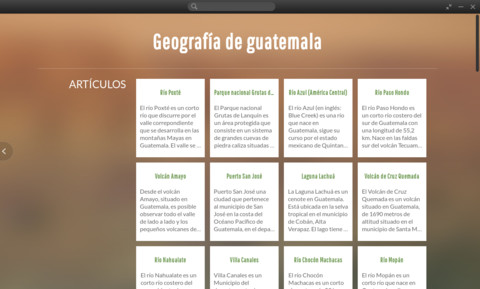 Geografía de guatemala
ARTÍCULOS
Río Poxté
El río Poxté es un corto
río que discurre por el
valle correspondiente
que se desarrolla en las
montañas Mayas en
Guatemala. El valle se ...
Parque nacional Grutas d...
El Parque nacional
Grutas de Lanquín es
un área protegida que
consiste en un sistema
de grandes cuevas de
piedra caliza situadas ...
Río Azul (América Central)
El río Azul (en inglés:
Blue Creek) es una río
que nace en
Guatemala, sigue su
curso por el estado
mexicano de Quintan...
Río Paso Hondo
El río Paso Hondo es
un corto río costero del
sur de Guatemala con
una longitud de 55,2
km. Nace en las faldas
sur del volcán Tecuan...
Volcán Amayo
Desde el volcán
Amayo, situado en
Guatemala, es posible
observar todo el valle
de lado a lado y los
pequeños volcanes de...
Puerto San José
Puerto San José una
ciudad que pertenece
al municipio de San
José en la costa del
Océano Pacífico de
Guatemala, en el depa...
Laguna Lachuá
La Laguna Lachuá es un
cenote en Guatemala.
Está ubicada en la selva
tropical en el municipio
de Cobán, Alta
Verapaz. El lago tiene ...
Volcán de Cruz Quemada
El Volcán de Cruz
Quemada es un volcán
situado en Guatemala,
de 1690 metros de
altitud situado en el
municipio de Santa M...
Río Nahualate
El río Nahualate es un
corto río costero del
Villa Canales
Villa Canales es un
Municipio del
Río Chocón Machacas
El río Chocón
Machacas es un corto
Río Mopán
El río Mopán es un
corto río que nace en